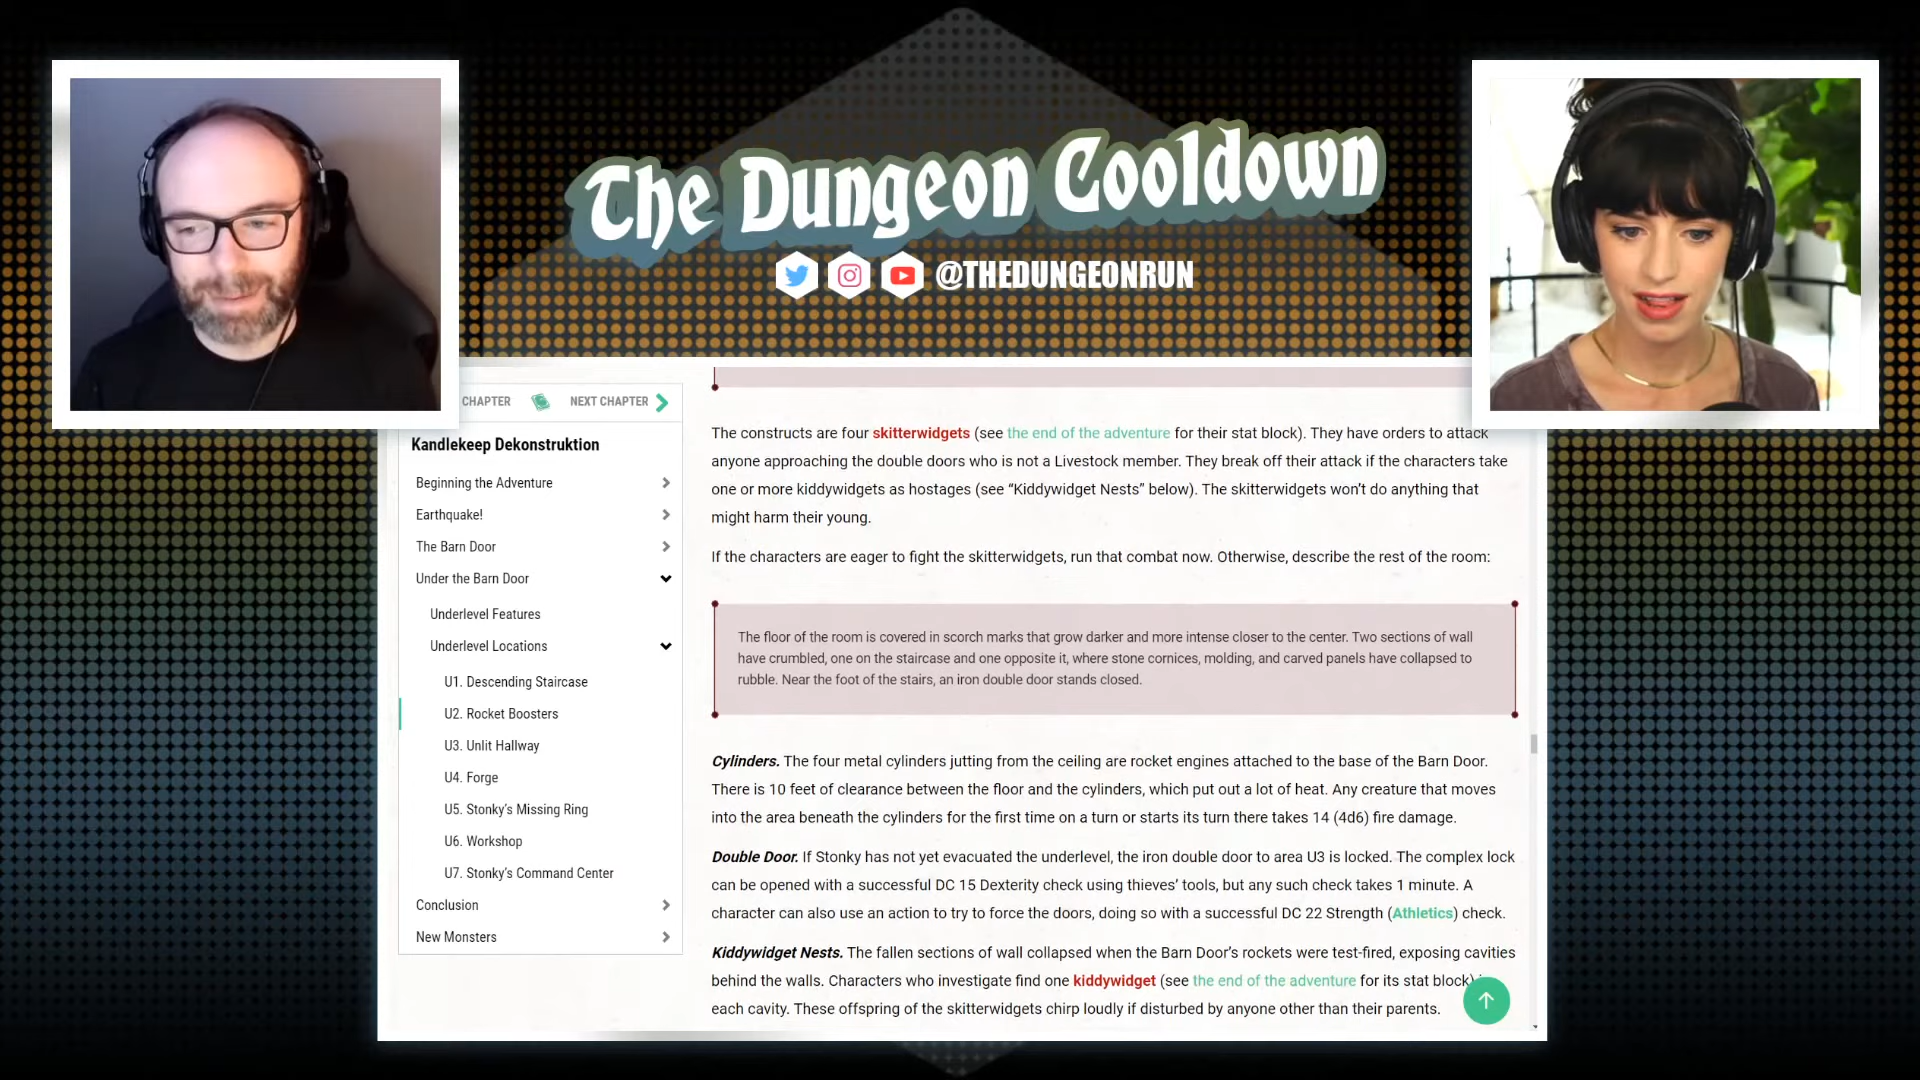 The Dungeon Cooldown
@THEDUNGEONRUN
CHAPTER
NEXT CHAPTER
Kandlekeep Dekonstruktion
Beginning the Adventure
Earthquake!
The Barn Door
Under the Barn Door
Underlevel Features
Underlevel Locations
U1. Descending Staircase
U2. Rocket Boosters
U3. Unlit Hallway
U4. Forge
U5. Stonky’s Missing Ring
U6. Workshop
U7. Stonky’s Command Center
Conclusion
New Monsters
The constructs are four skitterwidgets (see the end of the adventure for their stat block). They have orders to attack
anyone approaching the double doors who is not a Livestock member. They break off their attack if the characters take
one or more kiddywidgets as hostages (see “Kiddywidget Nests” below). The skitterwidgets won’t do anything that
might harm their young.
If the characters are eager to fight the skitterwidgets, run that combat now. Otherwise, describe the rest of the room:
The floor of the room is covered in scorch marks that grow darker and more intense closer to the center. Two sections of wall
have crumbled, one on the staircase and one opposite it, where stone cornices, molding, and carved panels have collapsed to
rubble. Near the foot of the stairs, an iron double door stands closed.
Cylinders. The four metal cylinders jutting from the ceiling are rocket engines attached to the base of the Barn Door.
There is 10 feet of clearance between the floor and the cylinders, which put out a lot of heat. Any creature that moves
into the area beneath the cylinders for the first time on a turn or starts its turn there takes 14 (4d6) fire damage.
Double Door. If Stonky has not yet evacuated the underlevel, the iron double door to area U3 is locked. The complex lock
can be opened with a successful DC 15 Dexterity check using thieves’ tools, but any such check takes 1 minute. A
character can also use an action to try to force the doors, doing so with a successful DC 22 Strength (Athletics) check.
Kiddywidget Nests. The fallen sections of wall collapsed when the Barn Door’s rockets were test-fired, exposing cavities
behind the walls. Characters who investigate find one kiddywidget (see the end of the adventure for its stat block)
each cavity. These offspring of the skitterwidgets chirp loudly if disturbed by anyone other than their parents.